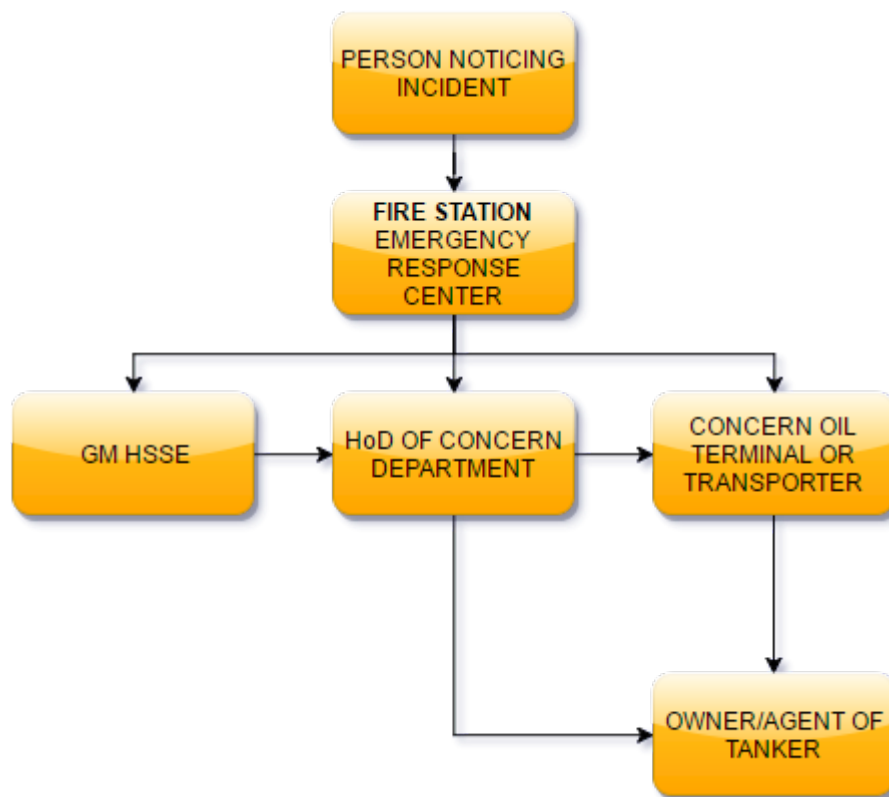 PERSON NOTICING
INCIDENT
FIRE STATION
EMERGENCY
RESPONSE
CENTER
GM HSSE
HoD OF CONCERN
DEPARTMENT
CONCERN OIL
TERMINAL OR
TRANSPORTER
OWNER/AGENT OF
TANKER